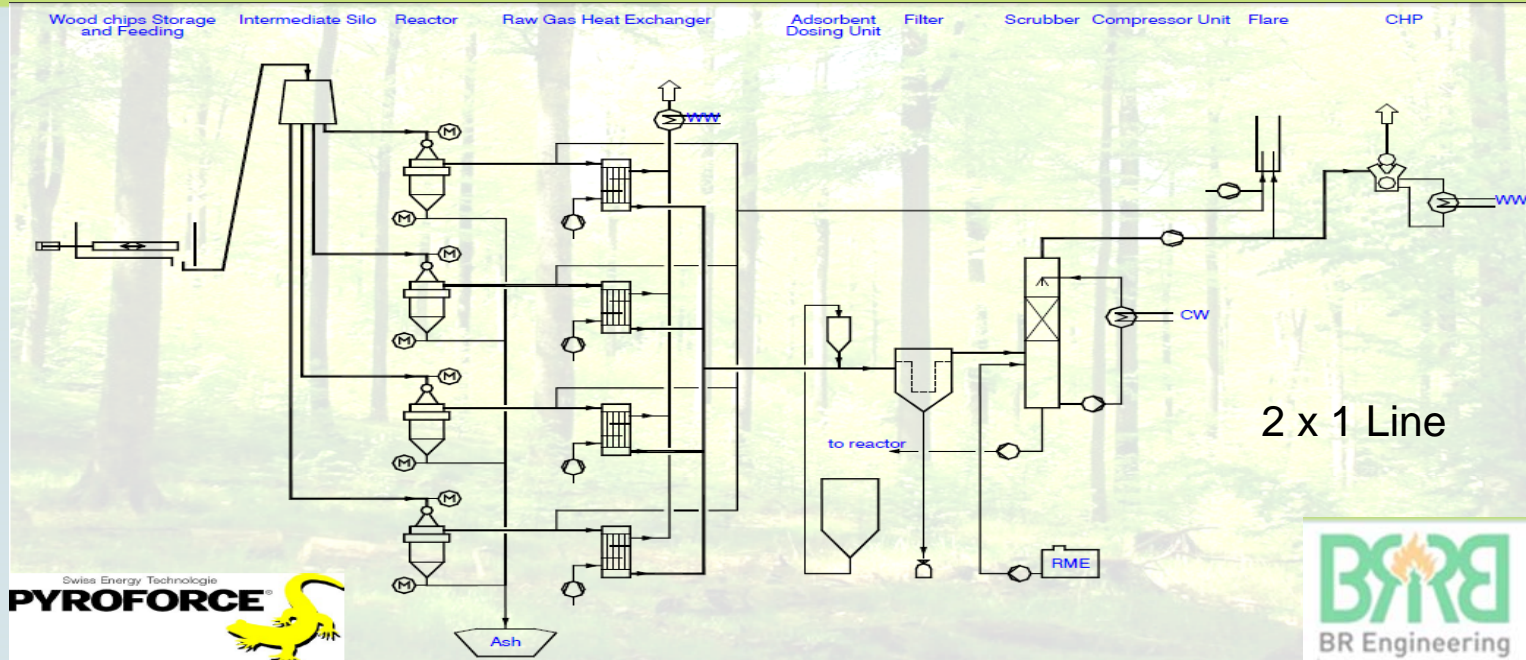 Wood chips Storage
and Feeding
Intermediate Silo
Reactor
Raw Gas Heat Exchanger
Adsorbent
Dosing Unit
Filter
Scrubber
Compressor Unit
Flare
CHP
M
WW
M
M
M
M
M
M
M
WW
CW
to reactor
2 x 1 Line
RME
Ash
Swiss Energy Technologie
PYROFORCE®
BR Engineering